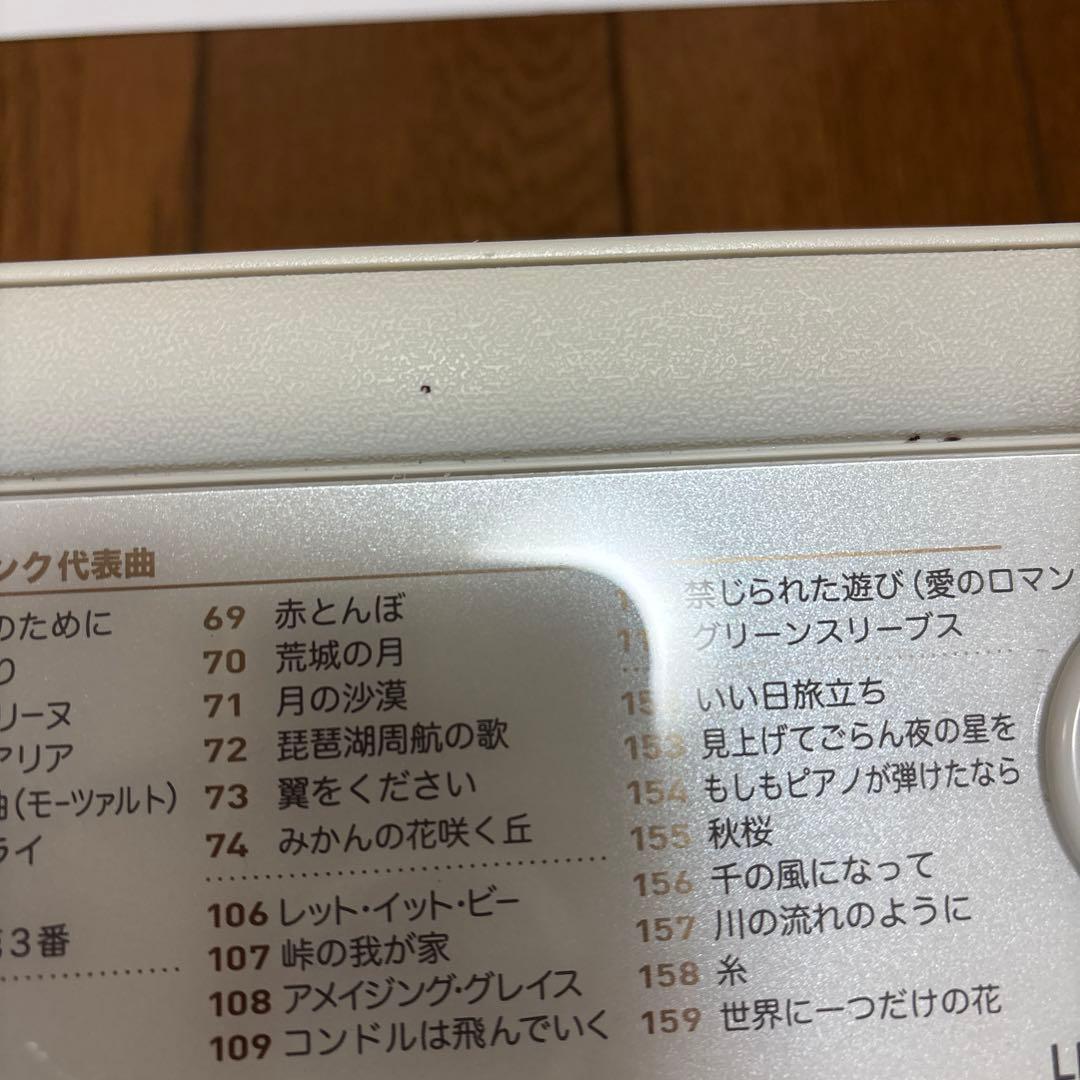 ンク代表曲
のために
り
リーヌ
アリア
曲(モーツァルト)
ライ
3番
69 赤とんぼ
70 荒城の月
71 月の沙漠
72 琵琶湖周航の歌
73 翼をください
74 みかんの花咲く丘
106 レット・イット・ビー
107 峠の我が家
108 アメイジング・グレイス
109 コンドルは飛んでいく
禁じられた遊び(愛のロマン
グリーンスリーブス
いい日旅立ち
153 見上げてごらん夜の星を
154 もしもピアノが弾けたなら
155 秋桜
156 千の風になって
157 川の流れのように
158 糸
159 世界に一つだけの花